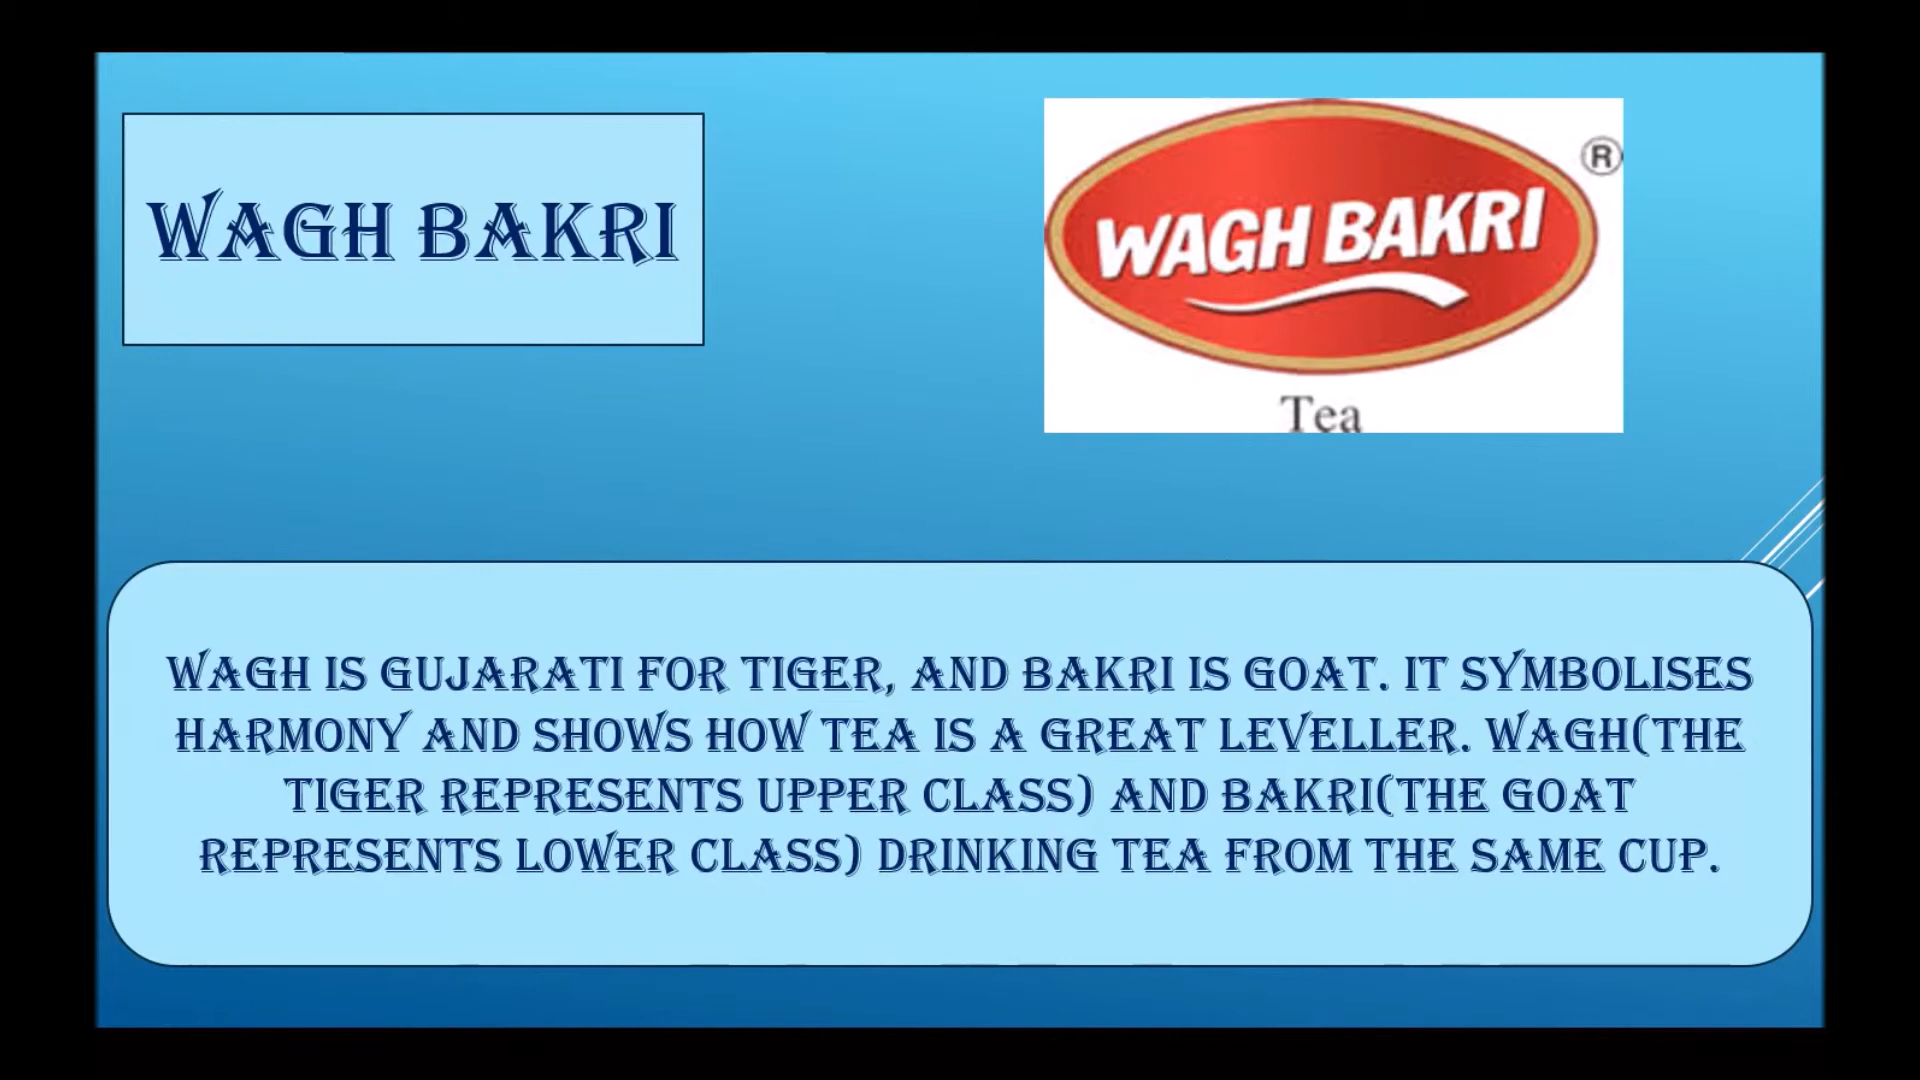 WAGH BAKRI
WAGH BAKRI
®
Tea
WAGH IS GUJARATI FOR TIGER, AND BAKRI IS GOAT. IT SYMBOLISES
HARMONY AND SHOWS HOW TEA IS A GREAT LEVELLER. WAGH(THE
TIGER REPRESENTS UPPER CLASS) AND BAKRI(THE GOAT
REPRESENTS LOWER CLASS) DRINKING TEA FROM THE SAME CUP.